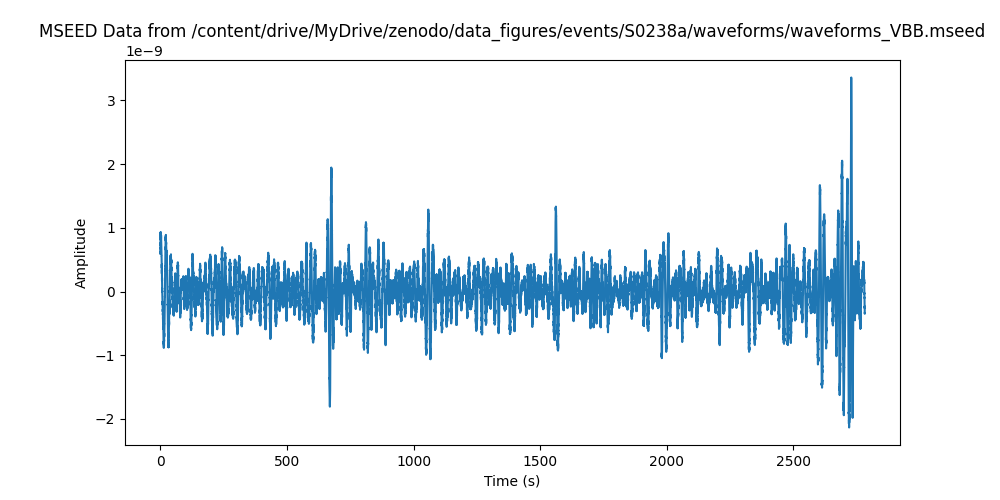 MSEED Data from /content/drive/MyDrive/zenodo/data_figures/events/S0238a/waveforms/waveforms_VBB.mseed
1e−9
3
2
1
0
−1
−2
Amplitude
0 500 1000 1500 2000 2500
Time (s)